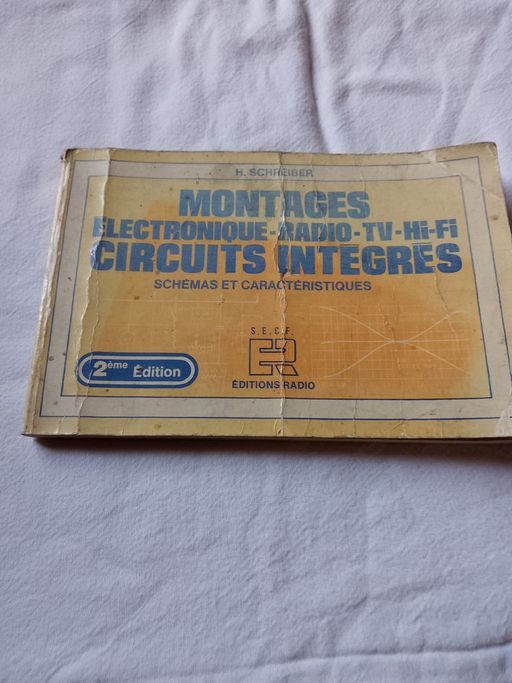 H. SCHREIBER
MONTAGES
ELECTRONIQUE-RADIO-TV-Hi-Fi
CIRCUITS INTEGRES
SCHÉMAS ET CARACTÉRISTIQUES
S.E.C.F.
ER
ÉDITIONS RADIO
2ème Édition